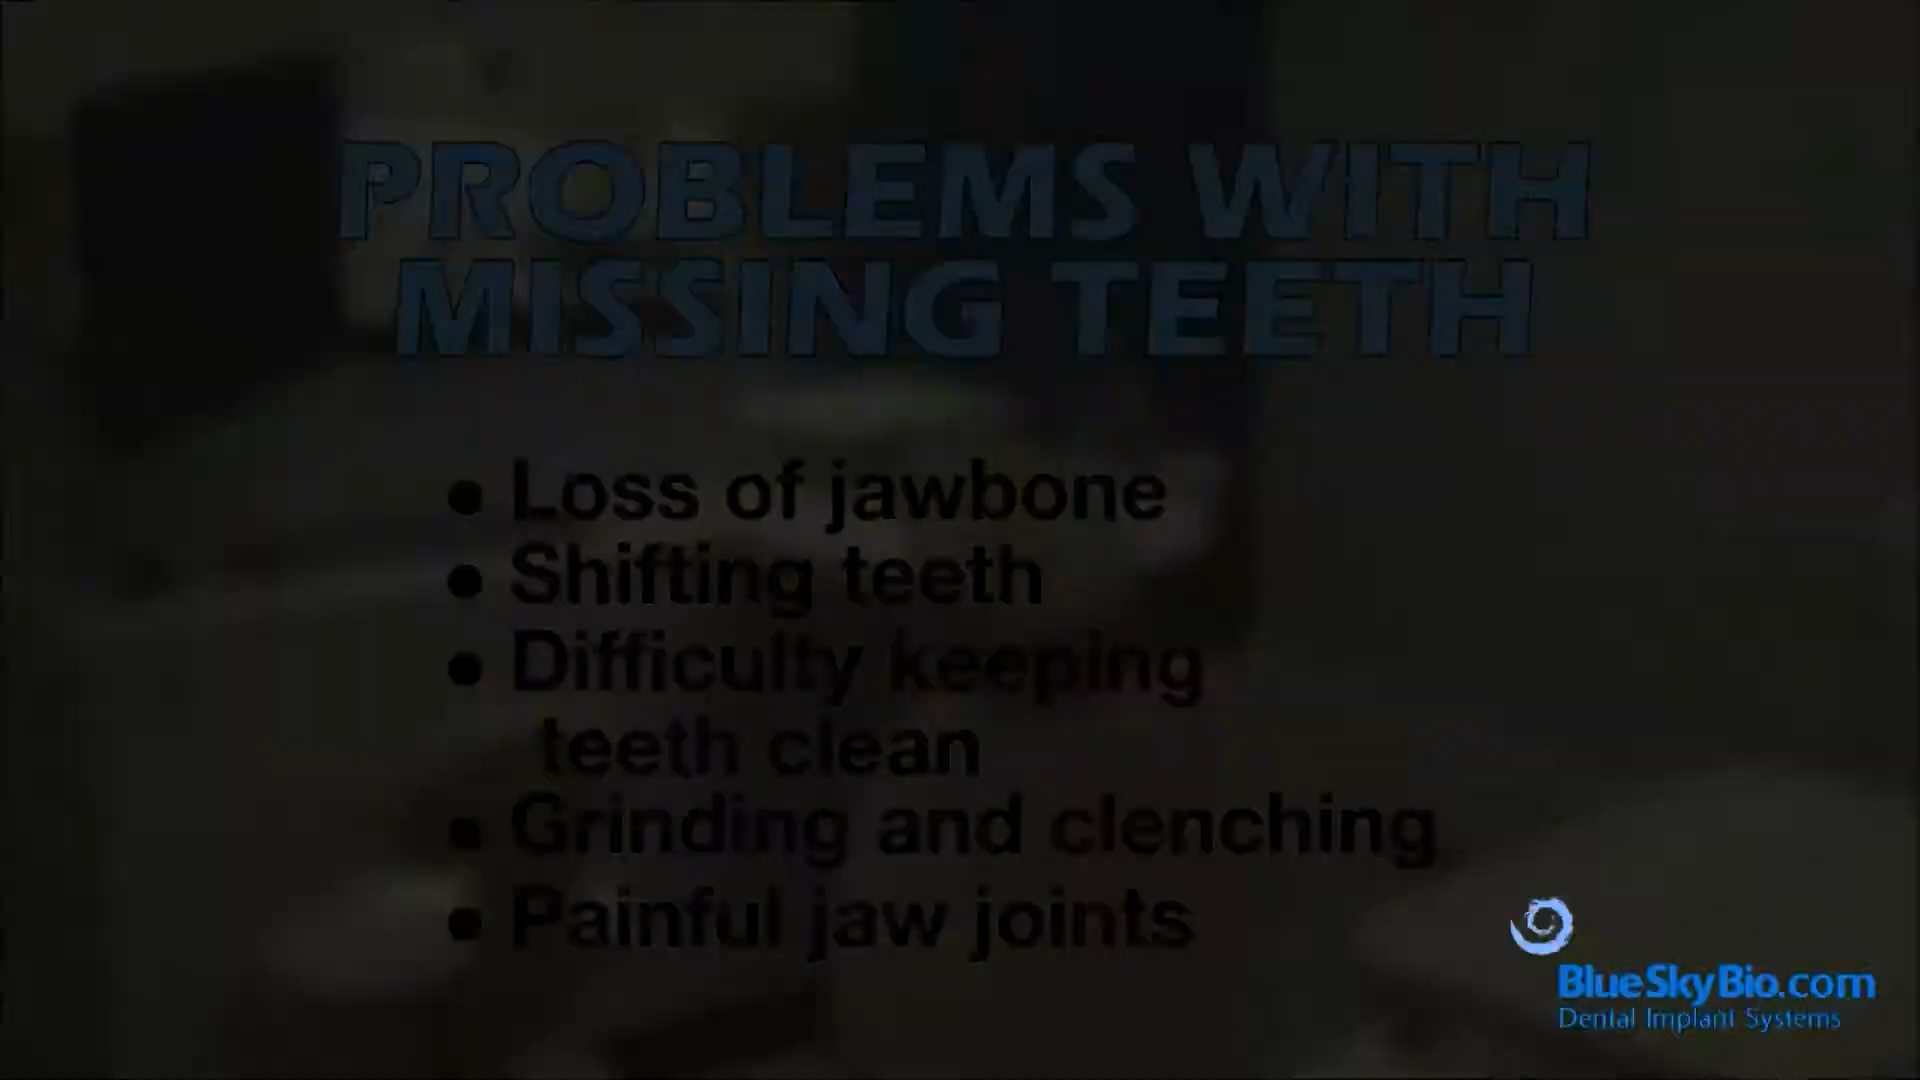 PROBLEMS WITH
MISSING TEETH
• Loss of jawbone
• Shifting teeth
• Difficulty keeping
teeth clean
• Grinding and clenching
• Painful jaw joints
BlueSkyBio.com
Dental Implant Systems